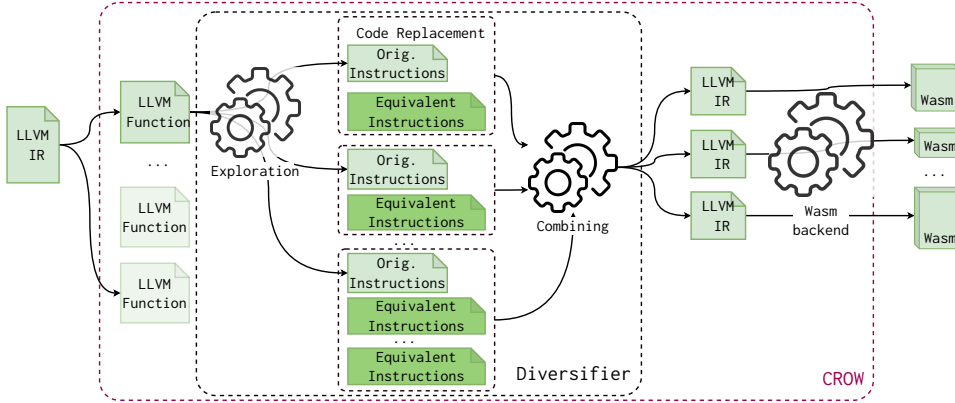 LLVM
IR
LLVM
Function
...
LLVM
Function
LLVM
Function
Exploration
Code Replacement
Orig.
Instructions
Equivalent
Instructions
Orig.
Instructions
Equivalent
Instructions
...
Orig.
Instructions
Equivalent
Instructions
...
Equivalent
Instructions
Combining
Diversifier
LLVM
IR
LLVM
IR
LLVM
IR
Wasm
backend
CROW
Wasm
Wasm
...
Wasm